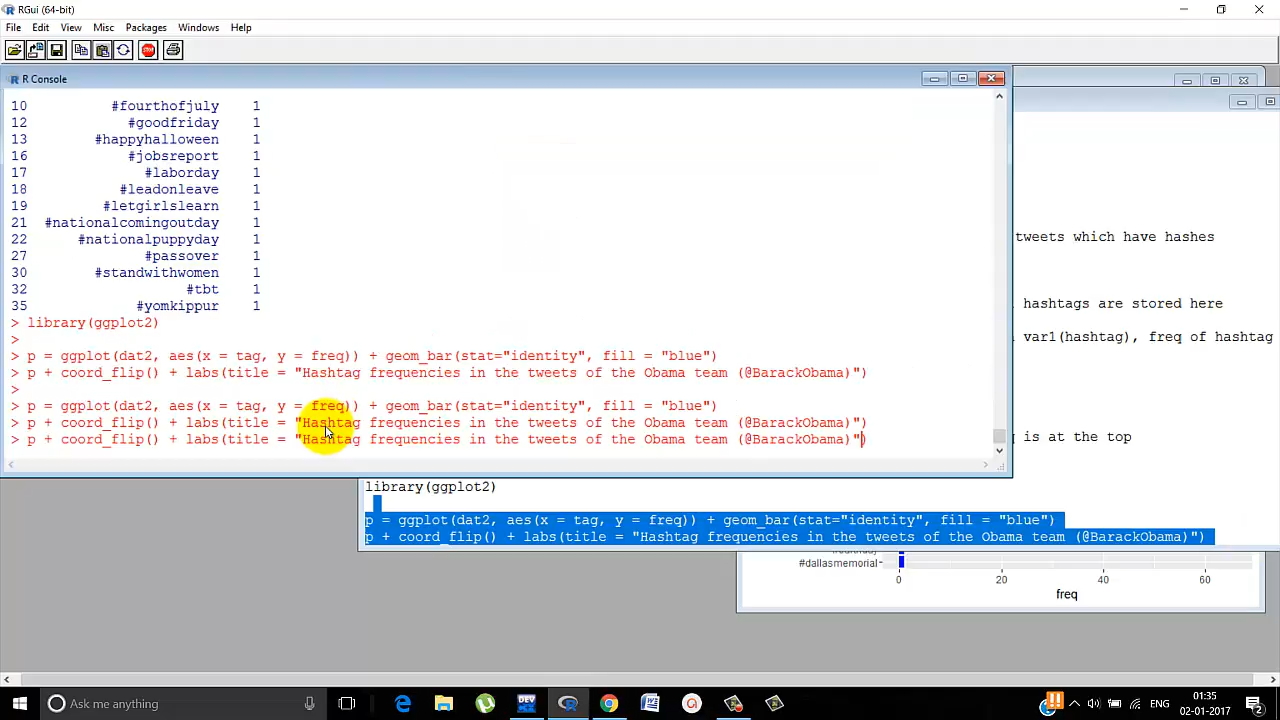 RGui (64-bit)
File Edit View Misc Packages Windows Help
STOP
R Console
10 #fourthofjuly 1
12 #goodfriday 1
13 #happyhalloween 1
16 #jobsreport 1
17 #laborday 1
18 #leadonleave 1
19 #letgirlslearn 1
21 #nationalcomingoutday 1
22 #nationalpuppyday 1
27 #passover 1
30 #standwithwomen 1
32 #tbt 1
35 #yomkippur 1
> library(ggplot2)
>
> p = ggplot(dat2, aes(x = tag, y = freq)) + geom_bar(stat="identity", fill = "blue")
> p + coord_flip() + labs(title = "Hashtag frequencies in the tweets of the Obama team (@BarackObama)")
>
> p = ggplot(dat2, aes(x = tag, y = freq)) + geom_bar(stat="identity", fill = "blue")
> p + coord_flip() + labs(title = "Hashtag frequencies in the tweets of the Obama team (@BarackObama)")
> p + coord_flip() + labs(title = "Hashtag frequencies in the tweets of the Obama team (@BarackObama)")
tweets which have hashes
hashtags are stored here
var1(hashtag), freq of hashtag
is at the top
library(ggplot2)
p = ggplot(dat2, aes(x = tag, y = freq)) + geom_bar(stat="identity", fill = "blue")
p + coord_flip() + labs(title = "Hashtag frequencies in the tweets of the Obama team (@BarackObama)")
#dallasmemorial
0 20 40 60
freq
Ask me anything
ENG
01:35
02-01-2017
2